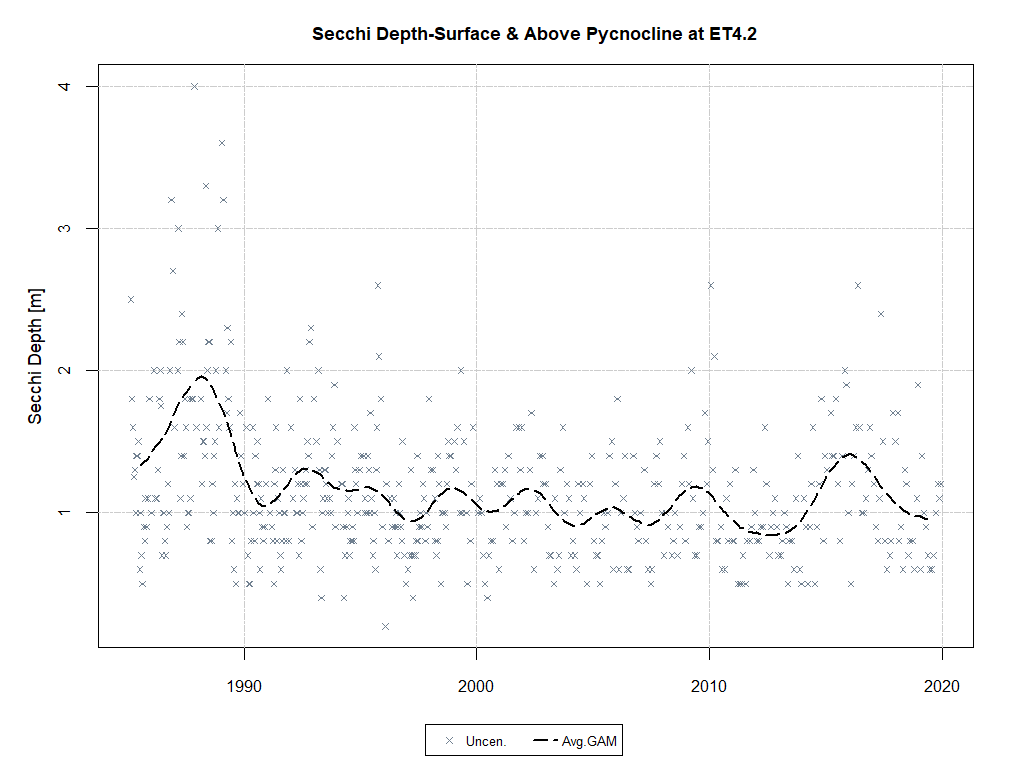 Secchi Depth-Surface & Above Pycnocline at ET4.2
Secchi Depth [m]
4
3
2
1
1990 2000 2010 2020
Uncen. Avg.GAM